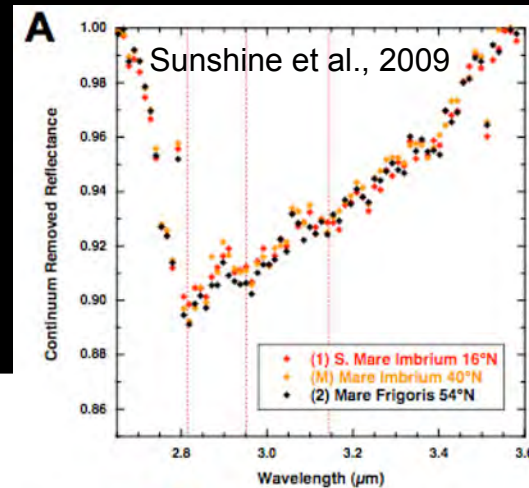 A
Sunshine et al., 2009
1.00
0.98
0.96
0.94
0.92
0.90
0.88
0.86
Continuum Removed Reflectance
(1) S. Mare Imbrium 16°N
(M) Mare Imbrium 40°N
(2) Mare Frigoris 54°N
2.8
3.0
3.2
3.4
3.6
Wavelength (μm)